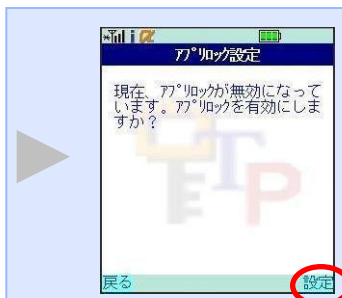 ｱﾌﾟﾘﾛｯｸ設定
現在、ｱﾌﾟﾘﾛｯｸが無効になって
います。ｱﾌﾟﾘﾛｯｸを有効にしま
すか？
TP
戻る
設定